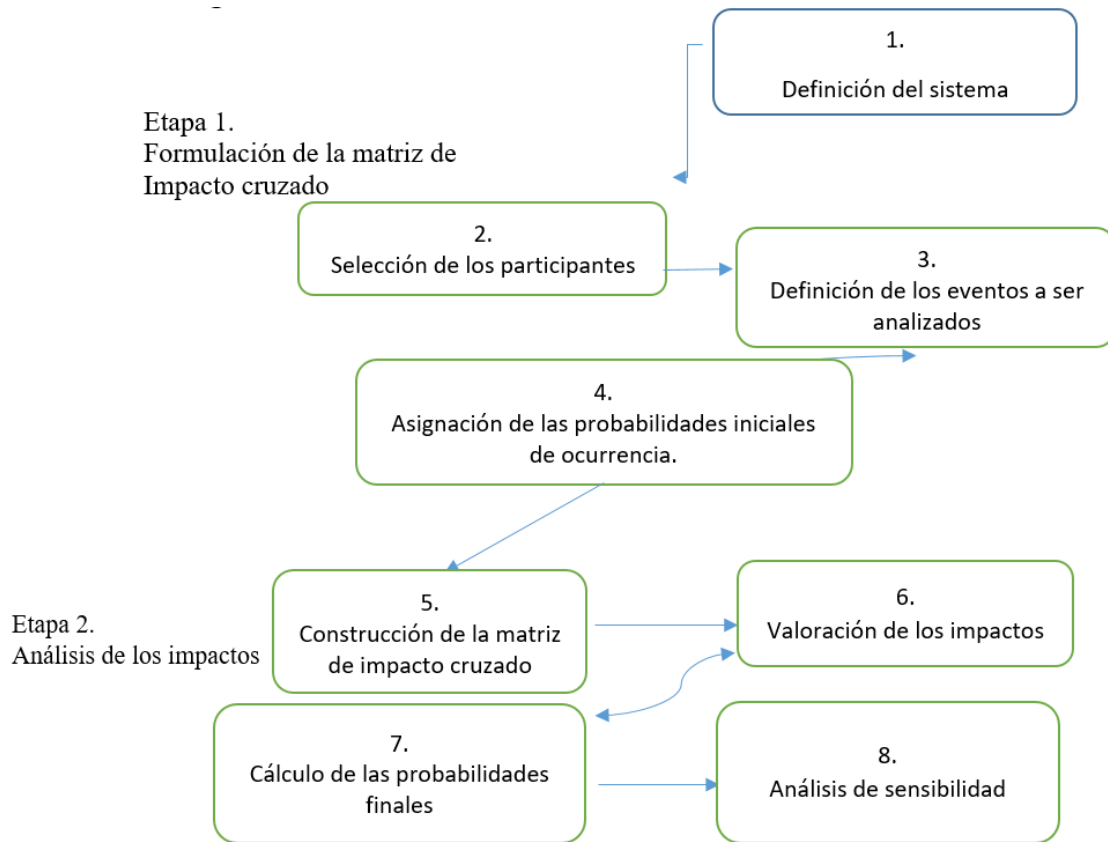 1.
Definición del sistema
Etapa 1.
Formulación de la matriz de
Impacto cruzado
2.
Selección de los participantes
3.
Definición de los eventos a ser
analizados
4.
Asignación de las probabilidades iniciales
de ocurrencia.
Etapa 2.
Análisis de los impactos
5.
Construcción de la matriz
de impacto cruzado
6.
Valoración de los impactos
7.
Cálculo de las probabilidades
finales
8.
Análisis de sensibilidad